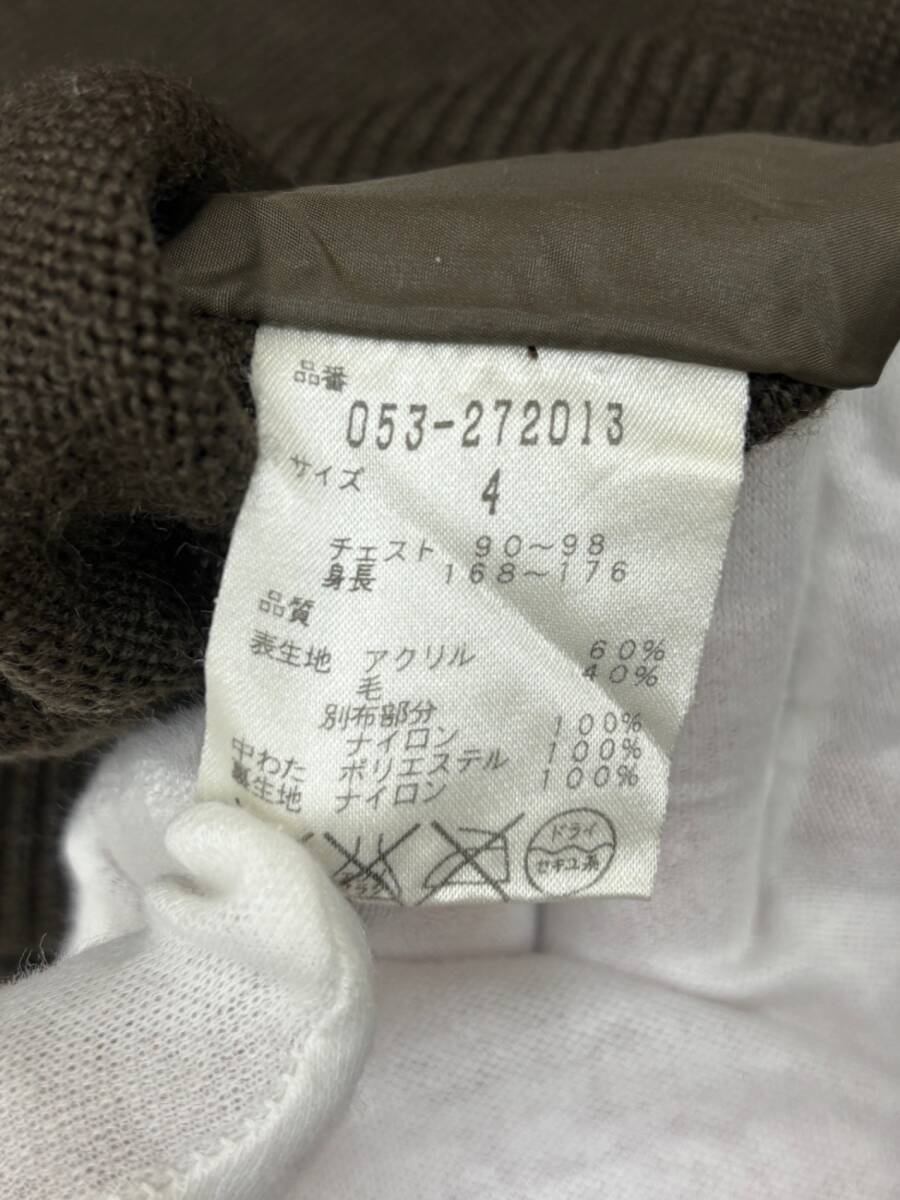 品番
053-272013
サイズ 4
チェスト 90~98
身長 168~176
品質
表生地 アクリル 60%
毛 40%
別布部分
ナイロン 100%
中わた ポリエステル 100%
裏生地 ナイロン 100%
ドライ
セキユ系